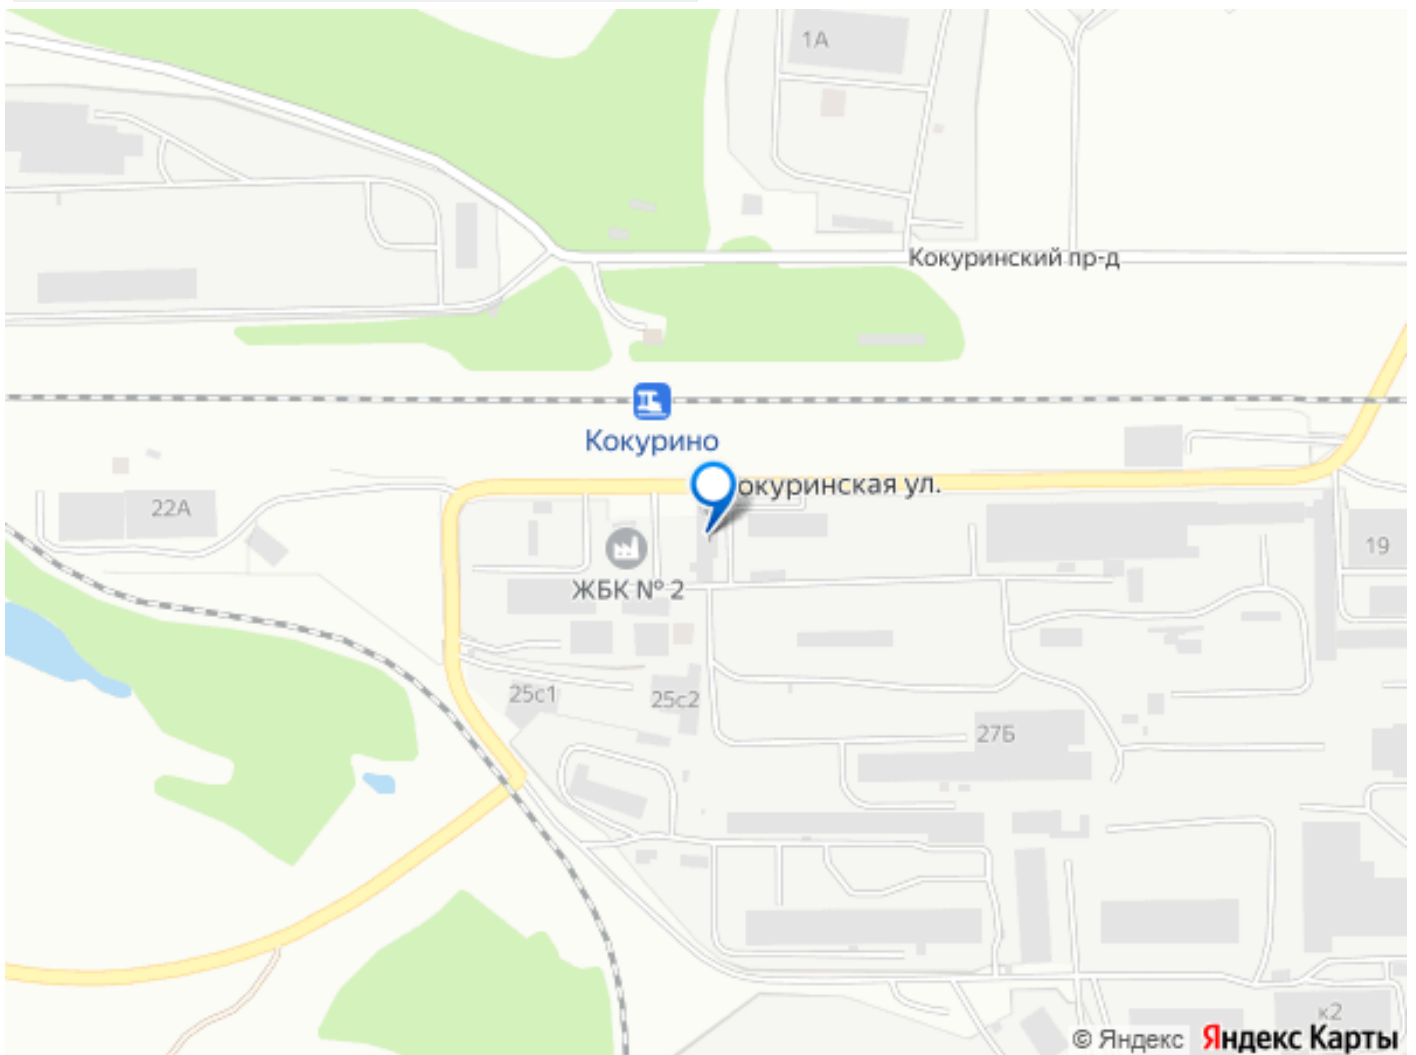 1А
Кокуринский пр-д
Кокурино
окуринская ул.
22А
19
ЖБК № 2
25с1
25с2
27Б
к2
© Яндекс Яндекс Карты